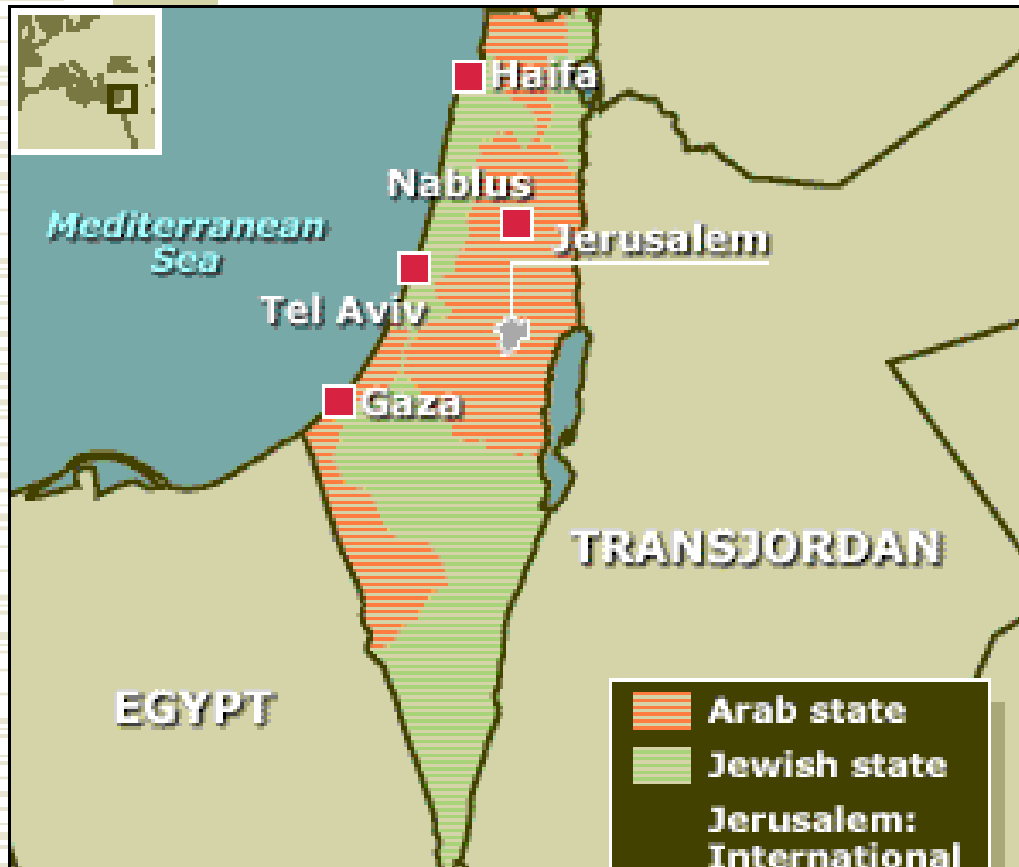 Haifa
Nablus
Mediterranean
Sea
Jerusalem
Tel Aviv
Gaza
TRANSJORDAN
EGYPT
Arab state
Jewish state
Jerusalem:
International